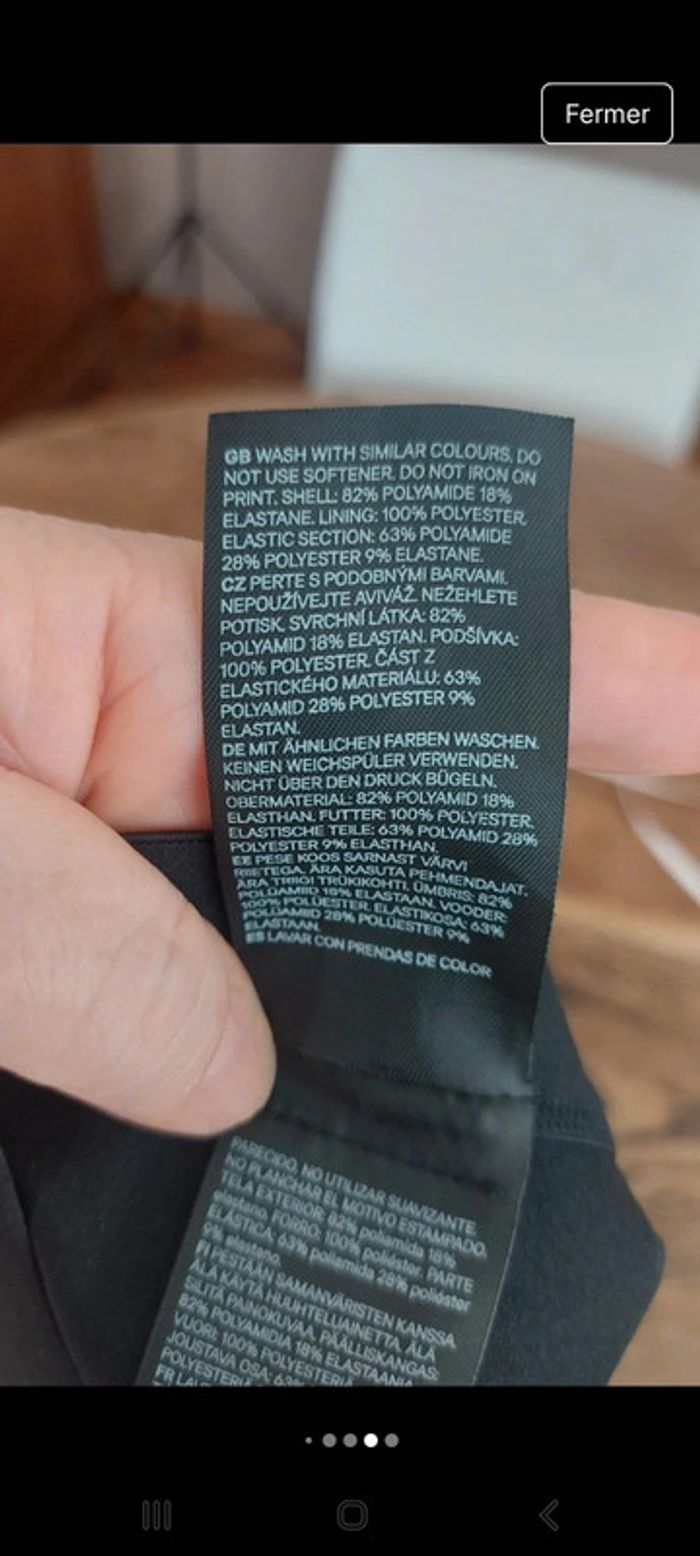 Fermer
GB WASH WITH SIMILAR COLOURS. DO
NOT USE SOFTENER. DO NOT IRON ON
PRINT. SHELL: 82% POLYAMIDE 18%
ELASTANE. LINING: 100% POLYESTER.
ELASTIC SECTION: 63% POLYAMIDE
28% POLYESTER 9% ELASTANE.
CZ PERTE S PODOBNÝMI BARVAMI.
NEPOUŽÍVEJTE AVIVÁŽ. NEŽEHLETE
POTISK. SVRCHNÍ LÁTKA: 82%
POLYAMID 18% ELASTAN. PODŠÍVKA:
100% POLYESTER. ČÁST Z
ELASTICKÉHO MATERIÁLU: 63%
POLYAMID 28% POLYESTER 9%
ELASTAN.
DE MIT ÄHNLICHEN FARBEN WASCHEN.
KEINEN WEICHSPÜLER VERWENDEN.
NICHT ÜBER DEN DRUCK BÜGELN.
OBERMATERIAL: 82% POLYAMID 18%
ELASTHAN. FUTTER: 100% POLYESTER.
ELASTISCHE TEILE: 63% POLYAMID 28%
POLYESTER 9% ELASTHAN.
EE PESE KOOS SARNAST VÄRVI
RIIETEGA. ÄRA KASUTA PEHMENDAJAT.
ÄRA TRIIGI TRÜKIKOHTI. ÜMBRIS: 82%
POLÜAMIID 18% ELASTAAN. VOODER:
100% POLÜESTER. ELASTIKOSA: 63%
POLÜAMIID 28% POLÜESTER 9%
ELASTAAN.
ES LAVAR CON PRENDAS DE COLOR
PARECIDO. NO UTILIZAR SUAVIZANTE.
NO PLANCHAR EL MOTIVO ESTAMPADO.
TELA EXTERIOR: 82% poliamida 18%
elastano. FORRO: 100% poliéster. PARTE
ELÁSTICA: 63% poliamida 28% poliéster
9% elastano.
FI PESTÄÄN SAMANVÄRISTEN KANSSA.
ÄLÄ KÄYTÄ HUUHTELUAINETTA. ÄLÄ
SILITÄ PAINOKUVAA. PÄÄLLISKANGAS:
82% POLYAMIDIA 18% ELASTAANIA.
VUORI: 100% POLYESTERIÄ.
JOUSTAVA OSA: 63%
POLYESTERIÄ
FR